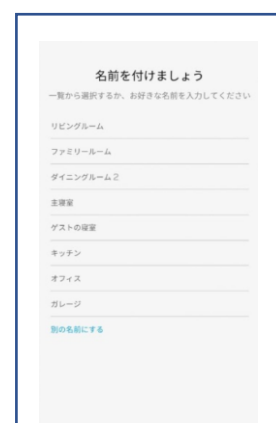 名前を付けましょう
一覧から選択するか、お好きな名前を入力してください
リビングルーム
ファミリールーム
ダイニングルーム２
主寝室
ゲストの寝室
キッチン
オフィス
ガレージ
別の名前にする